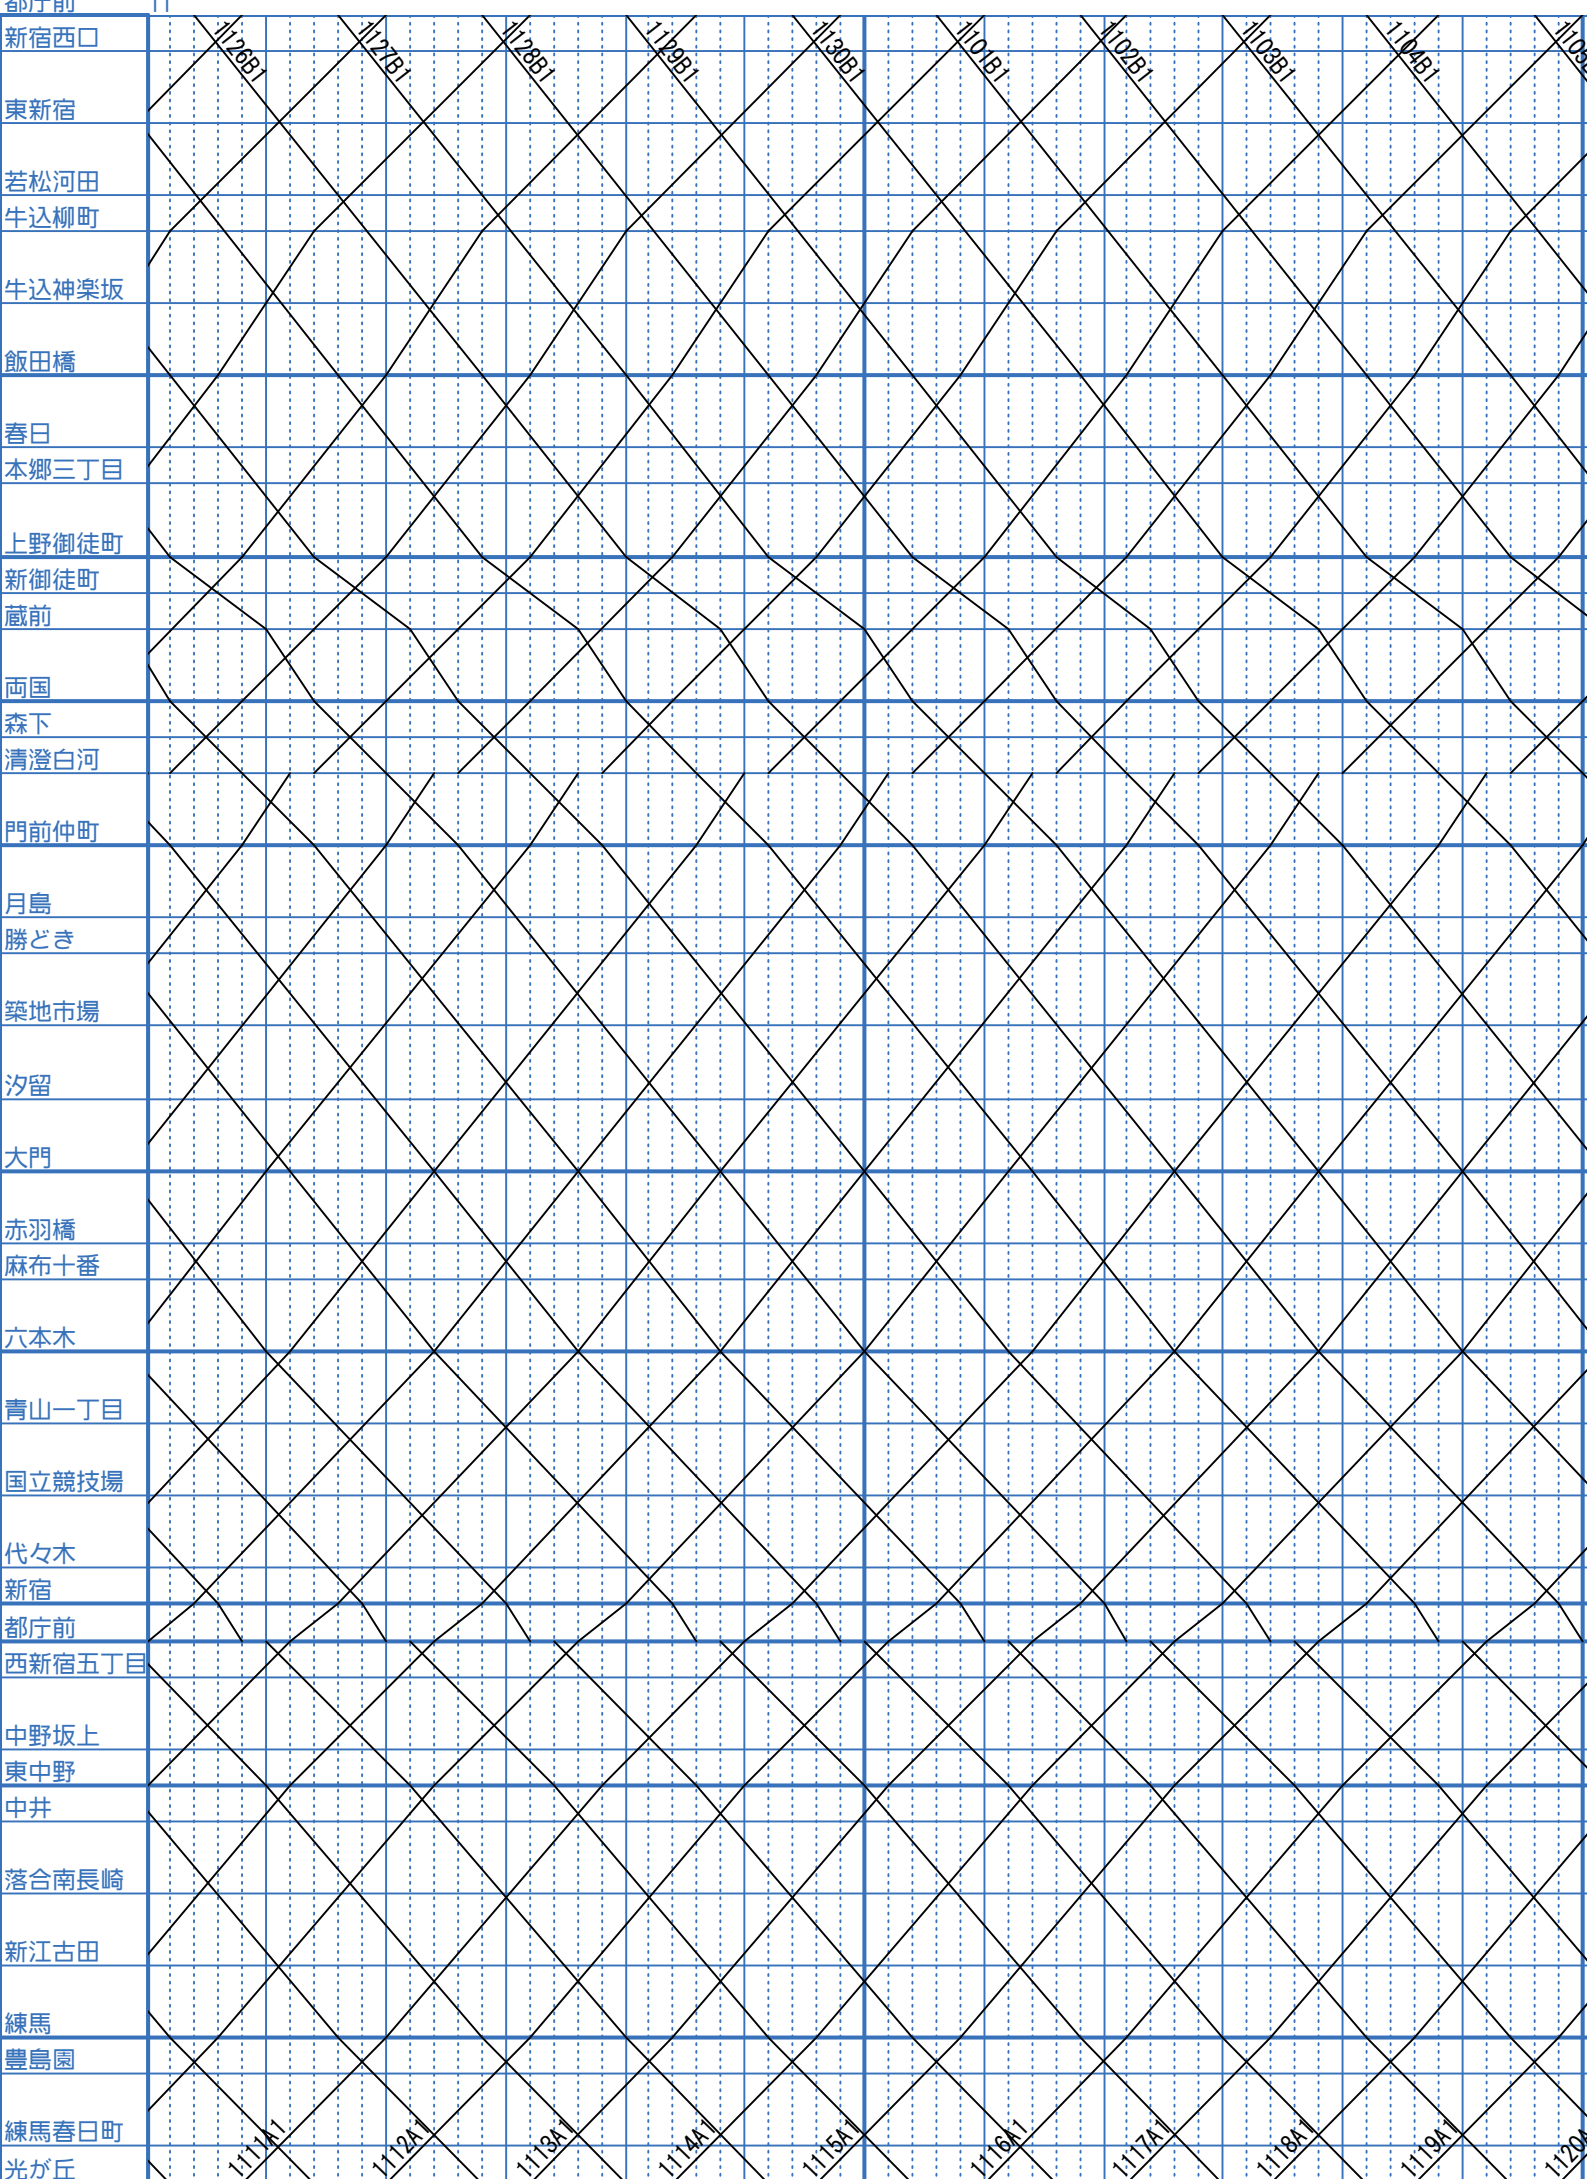 都庁前 11
新宿西口
1126B1 1127B1 1128B1 1129B1 1130B1 1101B1 1102B1 1103B1 1104B1
東新宿
若松河田
牛込柳町
牛込神楽坂
飯田橋
春日
本郷三丁目
上野御徒町
新御徒町
蔵前
両国
森下
清澄白河
門前仲町
月島
勝どき
築地市場
汐留
大門
赤羽橋
麻布十番
六本木
青山一丁目
国立競技場
代々木
新宿
都庁前
西新宿五丁目
中野坂上
東中野
中井
落合南長崎
新江古田
練馬
豊島園
練馬春日町
1111A1 1112A1 1113A1 1114A1 1115A1 1116A1 1117A1 1118A1 1119A1
光が丘